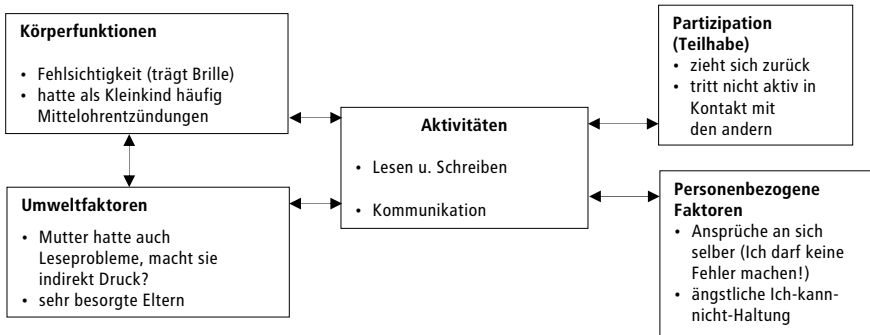 Körperfunktionen
• Fehlsichtigkeit (trägt Brille)
• hatte als Kleinkind häufig
Mittelohrentzündungen
Umweltfaktoren
• Mutter hatte auch
Leseprobleme, macht sie
indirekt Druck?
• sehr besorgte Eltern
Aktivitäten
• Lesen u. Schreiben
• Kommunikation
Partizipation
(Teilhabe)
• zieht sich zurück
• tritt nicht aktiv in
Kontakt mit
den andern
Personenbezogene
Faktoren
• Ansprüche an sich
selber (Ich darf keine
Fehler machen!)
• ängstliche Ich-kann-
nicht-Haltung